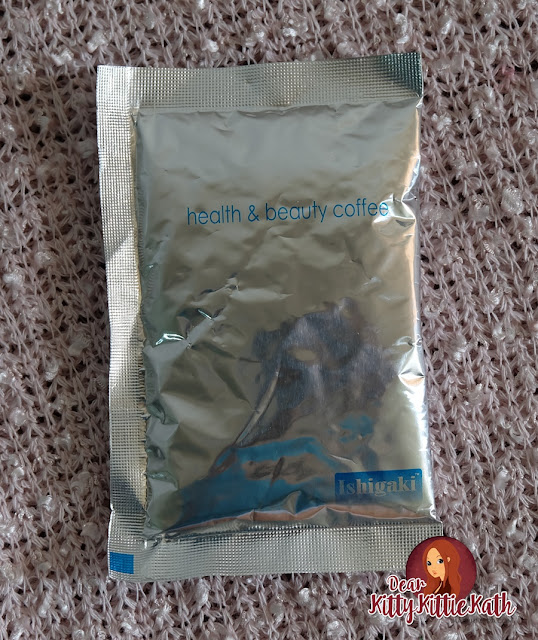 health & beauty coffee
Ishigaki
Dear
KittyKittieKath